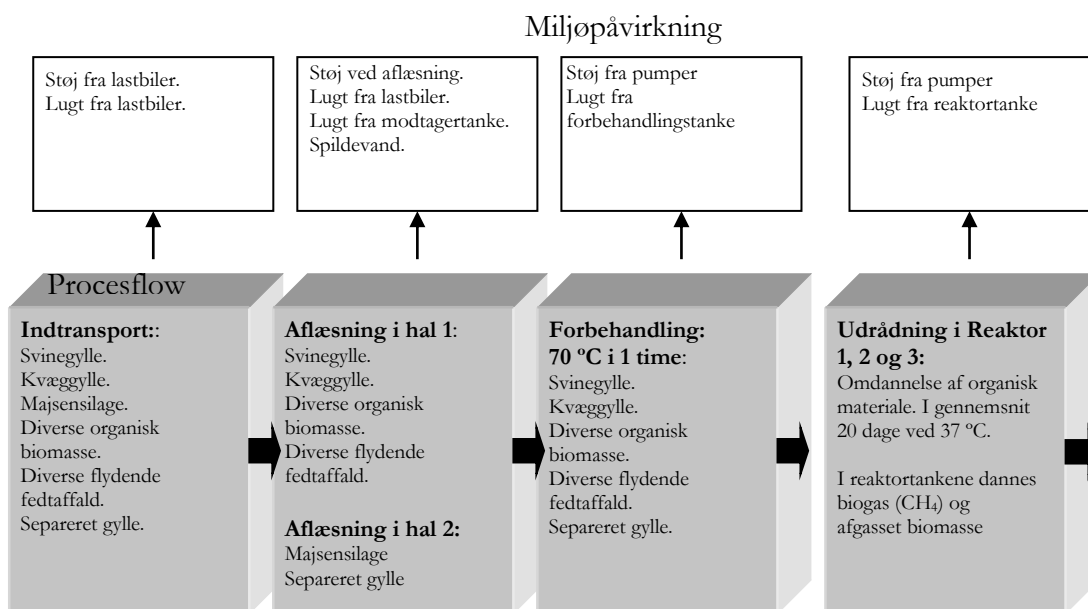 Miljøpåvirkning
Støj fra lastbiler.
Lugt fra lastbiler.
Støj ved aflæsning.
Lugt fra lastbiler.
Lugt fra modtagertanke.
Spildevand.
Støj fra pumper
Lugt fra
forbehandlingstanke
Støj fra pumper
Lugt fra reaktortanke
Procesflow
Indtransport::
Svinegylle.
Kvæggylle.
Majsensilage.
Diverse organisk
biomasse.
Diverse flydende
fedtaffald.
Separeret gylle.
Aflæsning i hal 1:
Svinegylle.
Kvæggylle.
Diverse organisk
biomasse.
Diverse flydende
fedtaffald.
Aflæsning i hal 2:
Majsensilage
Separeret gylle
Forbehandling:
70 ºC i 1 time:
Svinegylle.
Kvæggylle.
Diverse organisk
biomasse.
Diverse flydende
fedtaffald.
Separeret gylle.
Udrådning i Reaktor
1, 2 og 3:
Omdannelse af organisk
materiale. I gennemsnit
20 dage ved 37 ºC.
I reaktortankene dannes
biogas (CH₄) og
afgasset biomasse